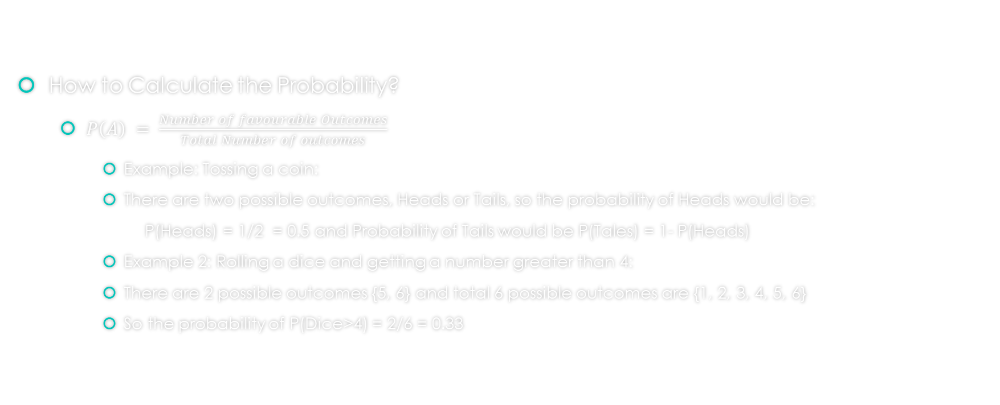 How to Calculate the Probability?
P(A) = Number of favourable Outcomes / Total Number of outcomes
Example: Tossing a coin:
There are two possible outcomes, Heads or Tails, so the probability of Heads would be:
P(Heads) = 1/2 = 0.5 and Probability of Tails would be P(Tales) = 1- P(Heads)
Example 2: Rolling a dice and getting a number greater than 4:
There are 2 possible outcomes {5, 6} and total 6 possible outcomes are {1, 2, 3, 4, 5, 6}
So the probability of P(Dice>4) = 2/6 = 0.33